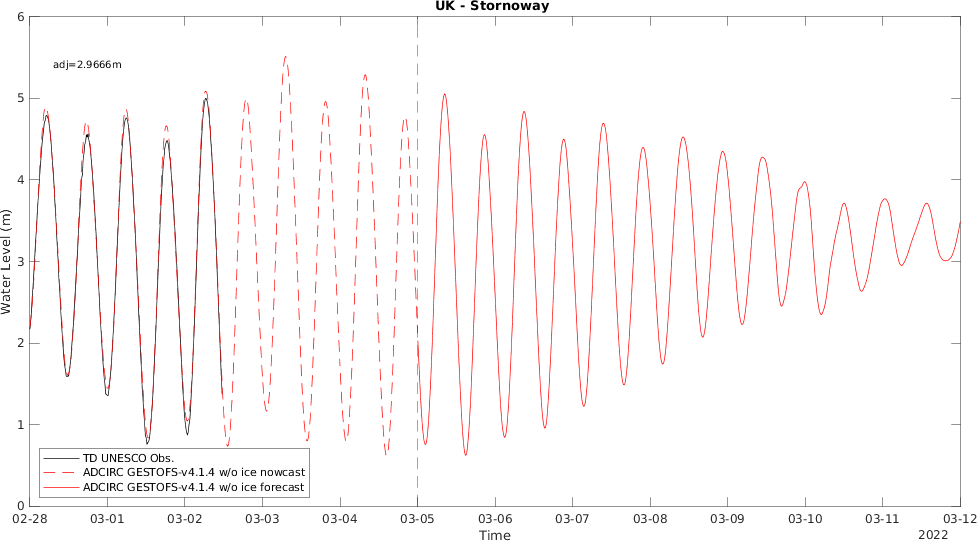 UK - Stornoway
6
adj=2.9666m
5
4
3
2
1
0
Water Level (m)
TD UNESCO Obs.
ADCIRC GESTOFS-v4.1.4 w/o ice nowcast
ADCIRC GESTOFS-v4.1.4 w/o ice forecast
02-28 03-01 03-02 03-03 03-04 03-05 03-06 03-07 03-08 03-09 03-10 03-11 03-12
Time
2022